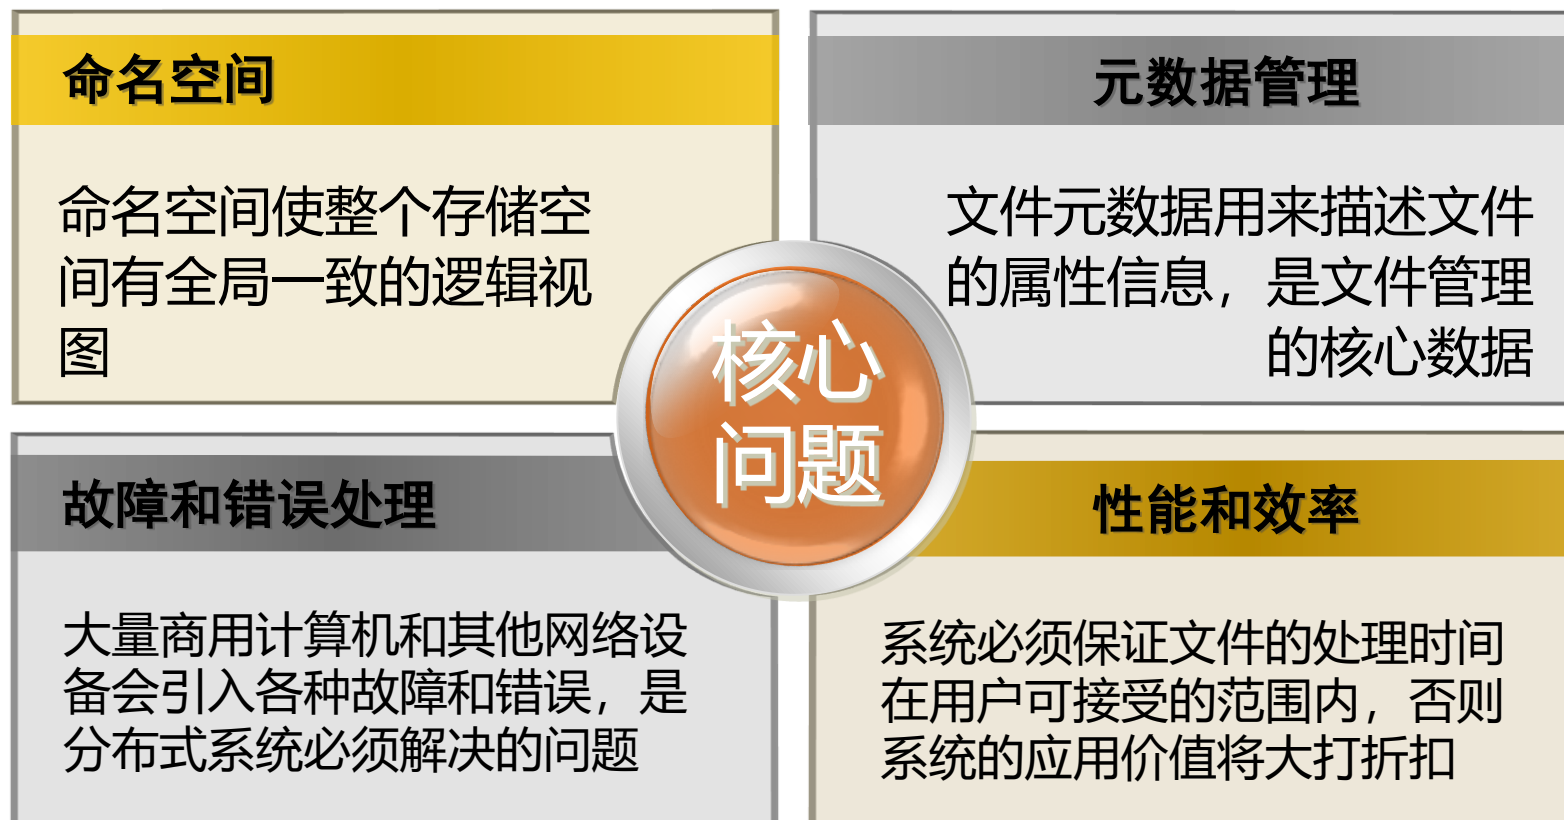 命名空间
命名空间使整个存储空
间有全局一致的逻辑视
图
元数据管理
文件元数据用来描述文件
的属性信息，是文件管理
的核心数据
核心
问题
故障和错误处理
大量商用计算机和其他网络设
备会引入各种故障和错误，是
分布式系统必须解决的问题
性能和效率
系统必须保证文件的处理时间
在用户可接受的范围内，否则
系统的应用价值将大打折扣